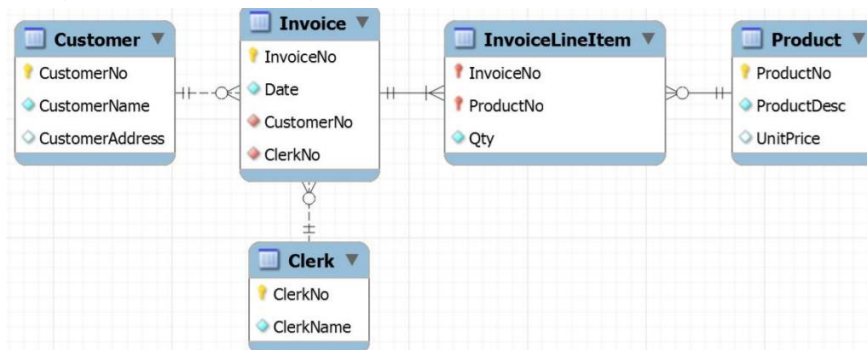 Customer
CustomerNo
CustomerName
CustomerAddress
Invoice
InvoiceNo
Date
CustomerNo
ClerkNo
InvoiceLineItem
InvoiceNo
ProductNo
Qty
Product
ProductNo
ProductDesc
UnitPrice
Clerk
ClerkNo
ClerkName